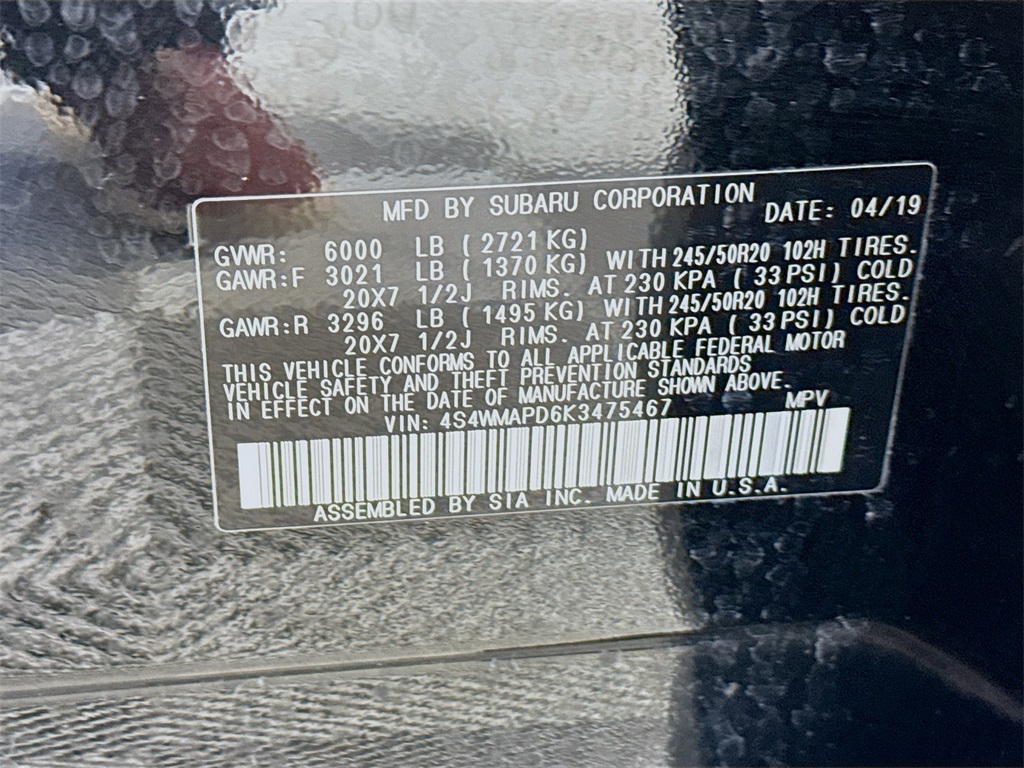 MFD BY SUBARU CORPORATION DATE: 04/19
GVWR: 6000 LB ( 2721 KG)
GAWR:F 3021 LB ( 1370 KG) WITH 245/50R20 102H TIRES.
20X7 1/2J RIMS. AT 230 KPA ( 33 PSI) COLD
GAWR:R 3296 LB ( 1495 KG) WITH 245/50R20 102H TIRES.
20X7 1/2J RIMS. AT 230 KPA ( 33 PSI) COLD
THIS VEHICLE CONFORMS TO ALL APPLICABLE FEDERAL MOTOR
VEHICLE SAFETY AND THEFT PREVENTION STANDARDS
IN EFFECT ON THE DATE OF MANUFACTURE SHOWN ABOVE.
VIN: 4S4WMAPD6K3475467 MPV
ASSEMBLED BY SIA INC. MADE IN U.S.A.